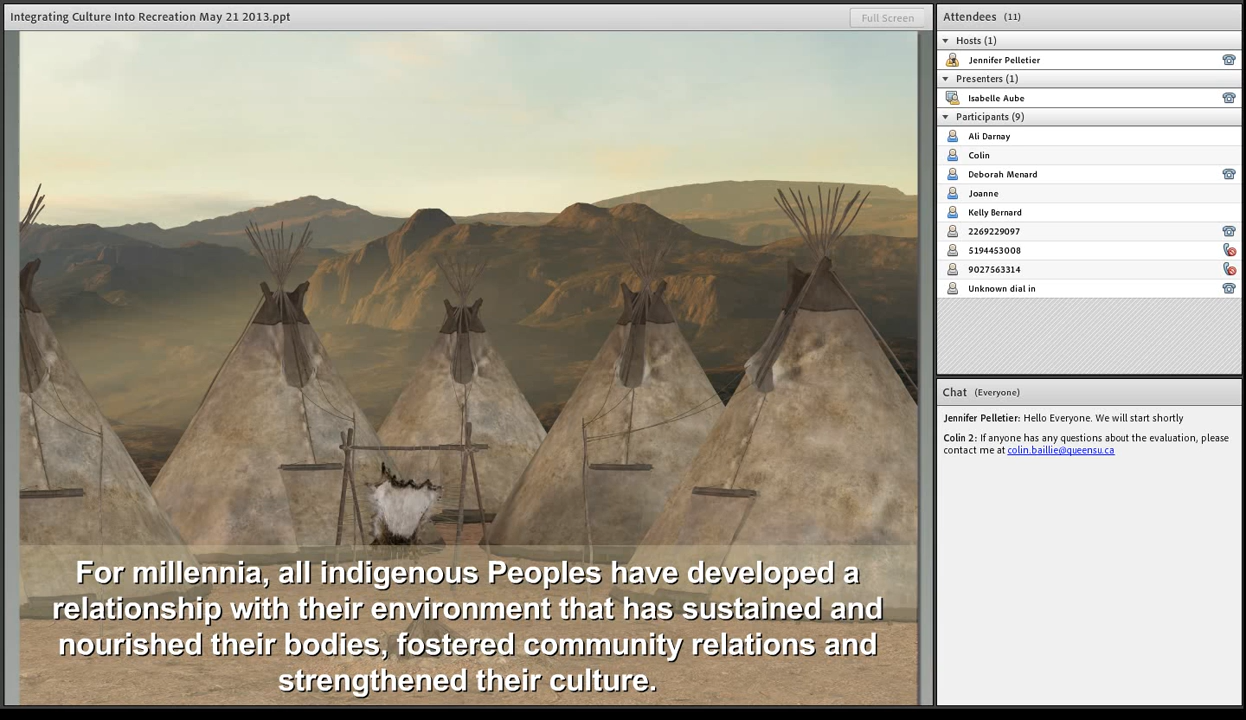 Integrating Culture Into Recreation May 21 2013.ppt
Full Screen
For millennia, all indigenous Peoples have developed a
relationship with their environment that has sustained and
nourished their bodies, fostered community relations and
strengthened their culture.
Attendees (11)
Hosts (1)
Jennifer Pelletier
Presenters (1)
Isabelle Aube
Participants (9)
Ali Darnay
Colin
Deborah Menard
Joanne
Kelly Bernard
2269229097
5194453008
9027563314
Unknown dial in
Chat (Everyone)
Jennifer Pelletier: Hello Everyone. We will start shortly
Colin 2: If anyone has any questions about the evaluation, please
contact me at colin.baillie@queensu.ca